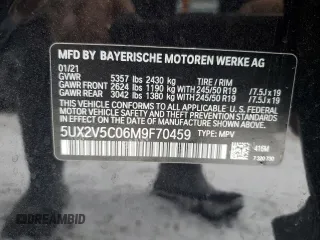 MFD BY BAYERISCHE MOTOREN WERKE AG
01/21
GVWR 5357 lbs 2430 kg TIRE / RIM
GAWR FRONT 2624 lbs 1190 kg WITH 245/50 R19 /7.5J x 19
GAWR REAR 3042 lbs 1380 kg WITH 245/50 R19 /7.5J x 19
THIS VEHICLE CONFORMS TO ALL APPLICABLE U.S. FEDERAL
MOTOR VEHICLE SAFETY STANDARDS IN EFFECT ON THE DATE
OF MANUFACTURE SHOWN ABOVE.
5UX2V5C06M9F70459 TYPE: MPV
DREAMBID